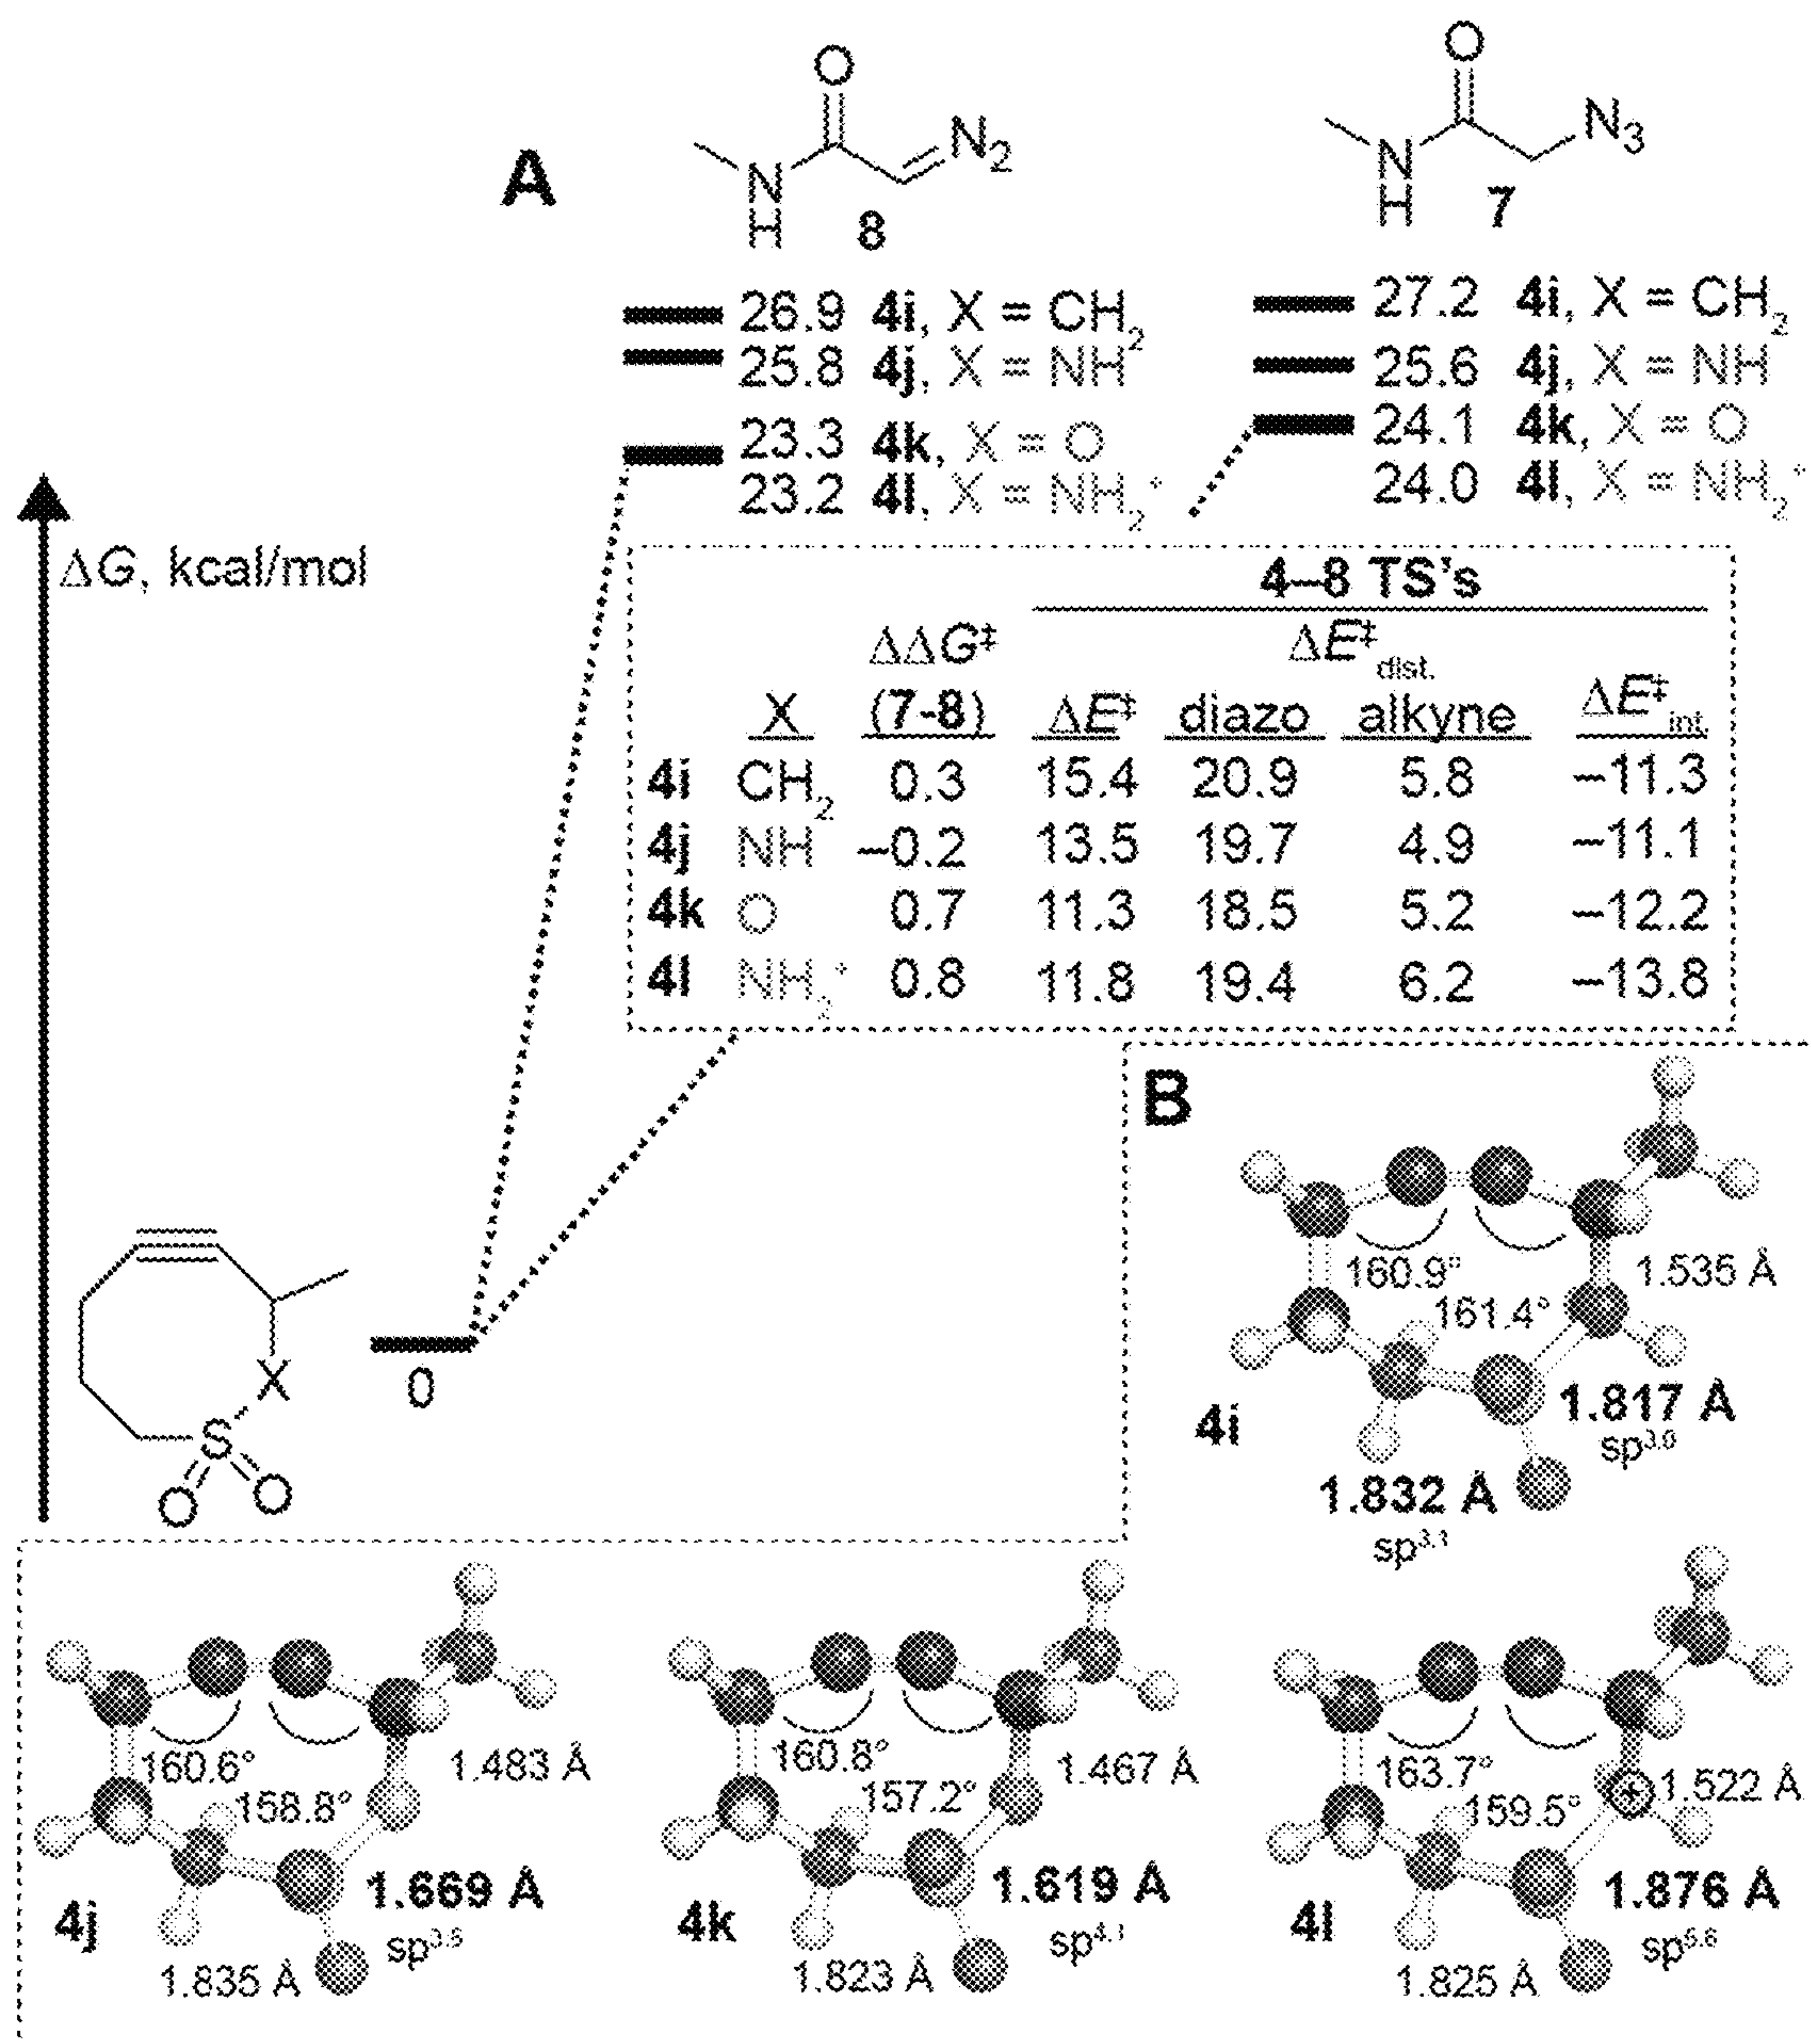 A
O
N
H
N2
8
O
N
H
N3
7
26.9 4i, X = CH2
25.8 4j, X = NH
23.3 4k, X = O
23.2 4l, X = NH2+
27.2 4i, X = CH2
25.6 4j, X = NH
24.1 4k, X = O
24.0 4l, X = NH2+
ΔG, kcal/mol
4–8 TS's
ΔΔG‡ ΔE‡dist.
X (7-8) ΔE‡ diazo alkyne ΔE‡int.
4i CH2 0.3 15.4 20.9 5.8 –11.3
4j NH –0.2 13.5 19.7 4.9 –11.1
4k O 0.7 11.3 18.5 5.2 –12.2
4l NH2+ 0.8 11.8 19.4 6.2 –13.8
X
S
O O
0
B
160.9°
161.4°
1.535 Å
4i
1.817 Å
1.832 Å
160.6°
158.8°
1.483 Å
4j
1.669 Å
1.835 Å
160.8°
157.2°
1.467 Å
4k
1.619 Å
sp4.1
1.823 Å
163.7°
159.5°
+
1.522 Å
4l
1.876 Å
1.825 Å